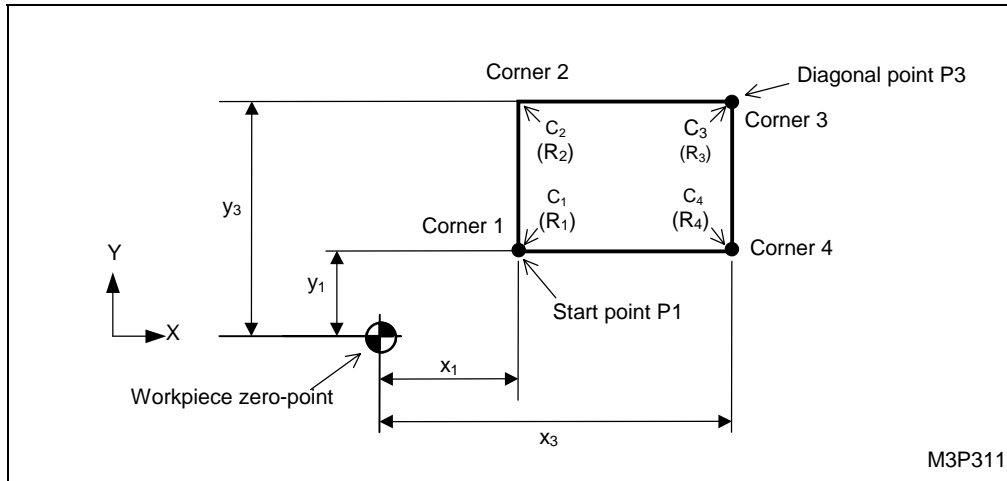 Corner 2
Diagonal point P3
Corner 3
C₂
(R₂)
C₃
(R₃)
y₃
C₁
(R₁)
C₄
(R₄)
Corner 1
Corner 4
Y
y₁
Start point P1
X
x₁
Workpiece zero-point
x₃
M3P311